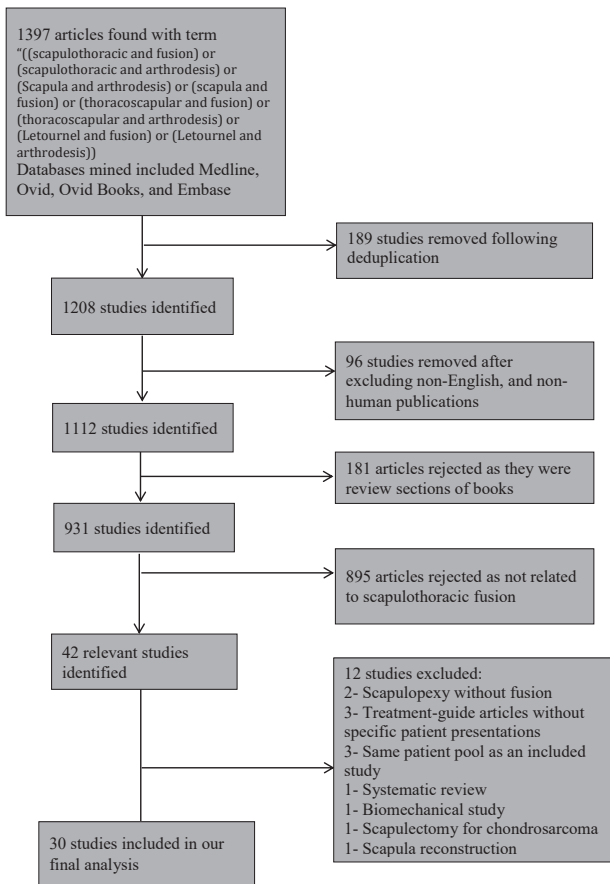 1397 articles found with term
“((scapulothoracic and fusion) or
(scapulothoracic and arthrodesis) or
(Scapula and arthrodesis) or (scapula and
fusion) or (thoracoscapular and fusion) or
(thoracoscapular and arthrodesis) or
(Letournel and fusion) or (Letournel and
arthrodesis))
Databases mined included Medline,
Ovid, Ovid Books, and Embase
189 studies removed following
deduplication
1208 studies identified
96 studies removed after
excluding non-English, and non-
human publications
1112 studies identified
181 articles rejected as they were
review sections of books
931 studies identified
895 articles rejected as not related
to scapulothoracic fusion
42 relevant studies
identified
12 studies excluded:
2- Scapulopexy without fusion
3- Treatment-guide articles without
specific patient presentations
3- Same patient pool as an included
study
1- Systematic review
1- Biomechanical study
1- Scapulectomy for chondrosarcoma
1- Scapula reconstruction
30 studies included in our
final analysis